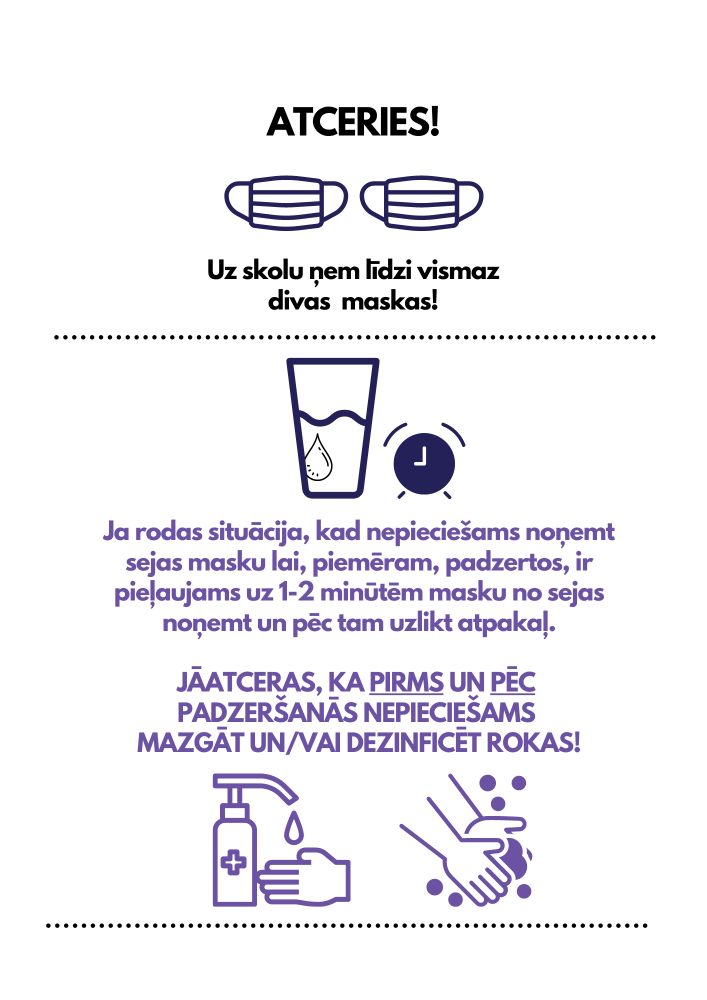 ATCERIES!
Uz skolu ņem līdzi vismaz
divas  maskas!
Ja rodas situācija, kad nepieciešams noņemt
sejas masku lai, piemēram, padzertos, ir
pieļaujams uz 1-2 minūtēm masku no sejas
noņemt un pēc tam uzlikt atpakaļ.
JĀATCERAS, KA PIRMS UN PĒC
PADZERŠANĀS NEPIECIEŠAMS
MAZGĀT UN/VAI DEZINFICĒT ROKAS!